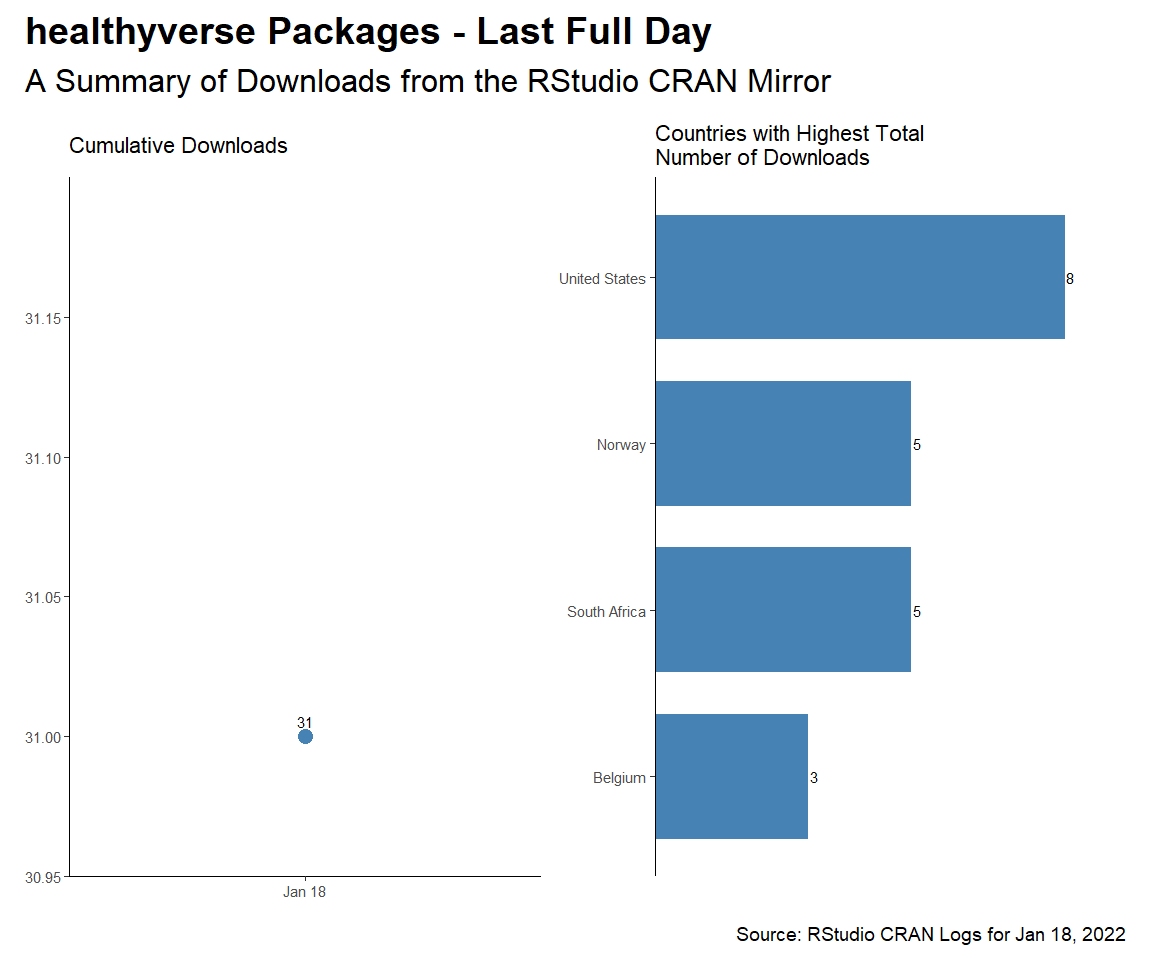 healthyverse Packages - Last Full Day
A Summary of Downloads from the RStudio CRAN Mirror
Cumulative Downloads
31.15
31.10
31.05
31.00
30.95
31
Jan 18
Countries with Highest Total
Number of Downloads
United States
8
Norway
5
South Africa
5
Belgium
3
Source: RStudio CRAN Logs for Jan 18, 2022